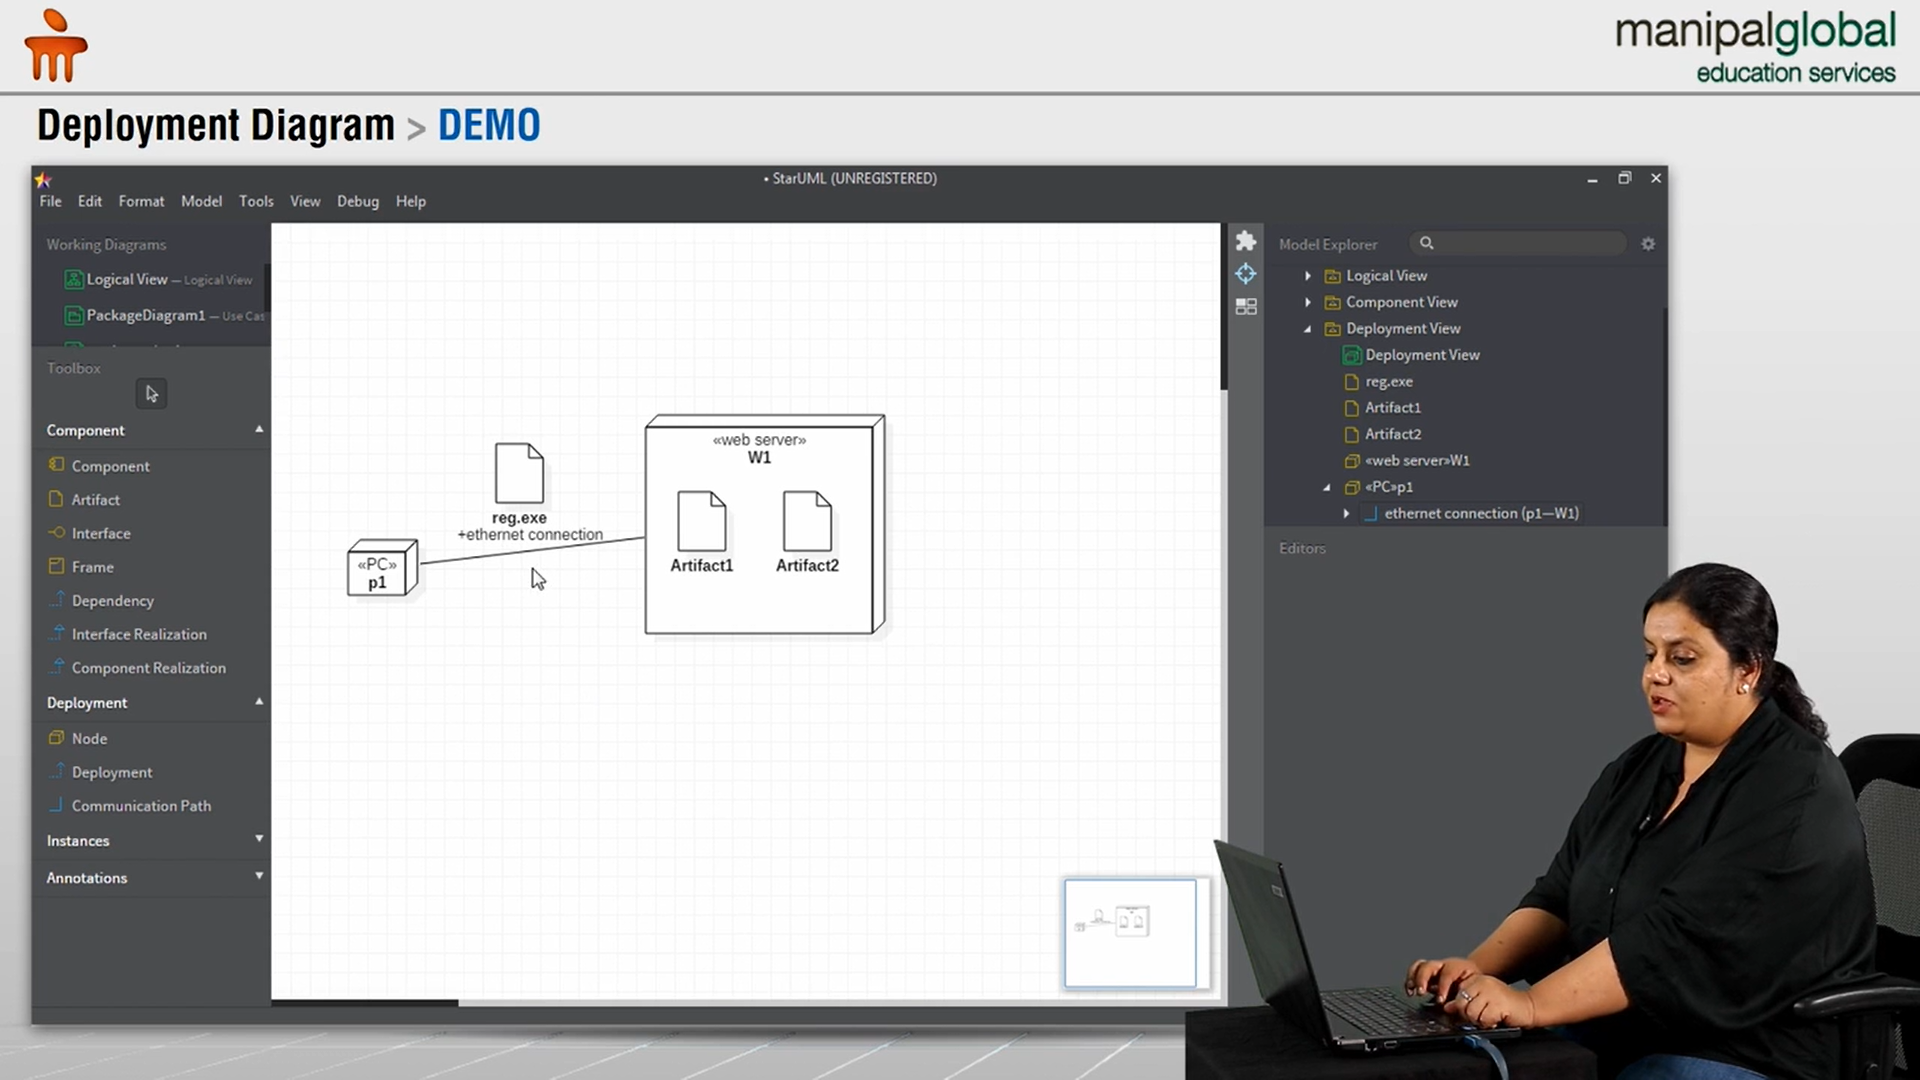 manipalglobal
education services
Deployment Diagram > DEMO
• StarUML (UNREGISTERED)
File Edit Format Model Tools View Debug Help
Working Diagrams
Logical View — Logical View
PackageDiagram1 — Use Cas
Toolbox
Component
Component
Artifact
Interface
Frame
Dependency
Interface Realization
Component Realization
Deployment
Node
Deployment
Communication Path
Instances
Annotations
reg.exe
+ethernet connection
«PC»
p1
«web server»
W1
Artifact1
Artifact2
Model Explorer
Logical View
Component View
Deployment View
Deployment View
reg.exe
Artifact1
Artifact2
«web server»W1
«PC»p1
ethernet connection (p1—W1)
Editors